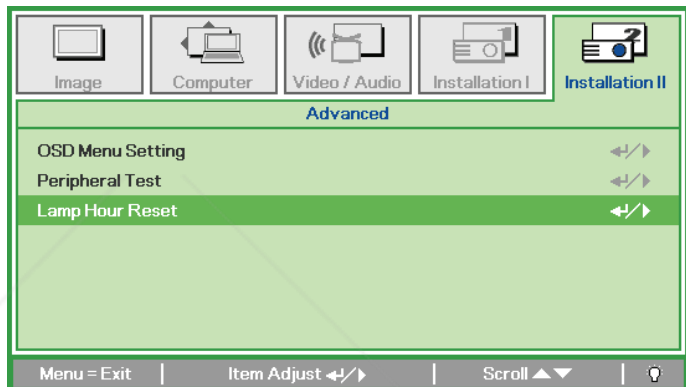 Image Computer Video / Audio Installation I Installation II
Advanced
OSD Menu Setting
Peripheral Test
Lamp Hour Reset
Menu = Exit Item Adjust Scroll